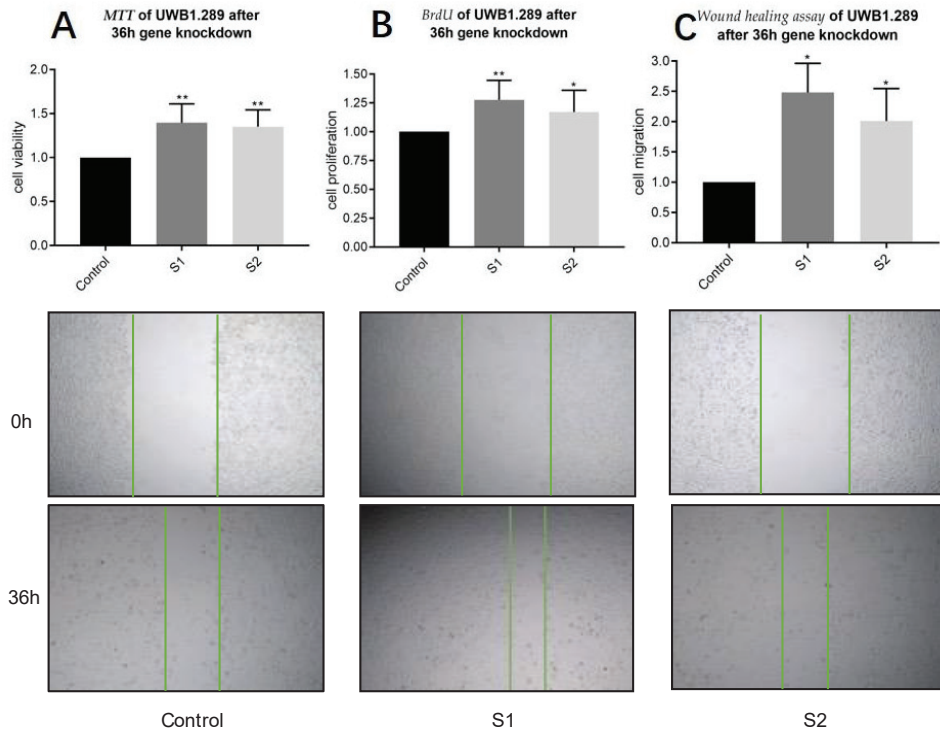 A
MTT of UWB1.289 after
36h gene knockdown
cell viability
2.0
1.5
1.0
0.5
0.0
**
**
Control
S1
S2
B
BrdU of UWB1.289 after
36h gene knockdown
cell proliferation
1.50
1.25
1.00
0.75
0.50
0.25
0.00
**
*
Control
S1
S2
C
Wound healing assay of UWB1.289
after 36h gene knockdown
cell migration
3.0
2.5
2.0
1.5
1.0
0.5
0.0
*
*
Control
S1
S2
0h
36h
Control
S1
S2